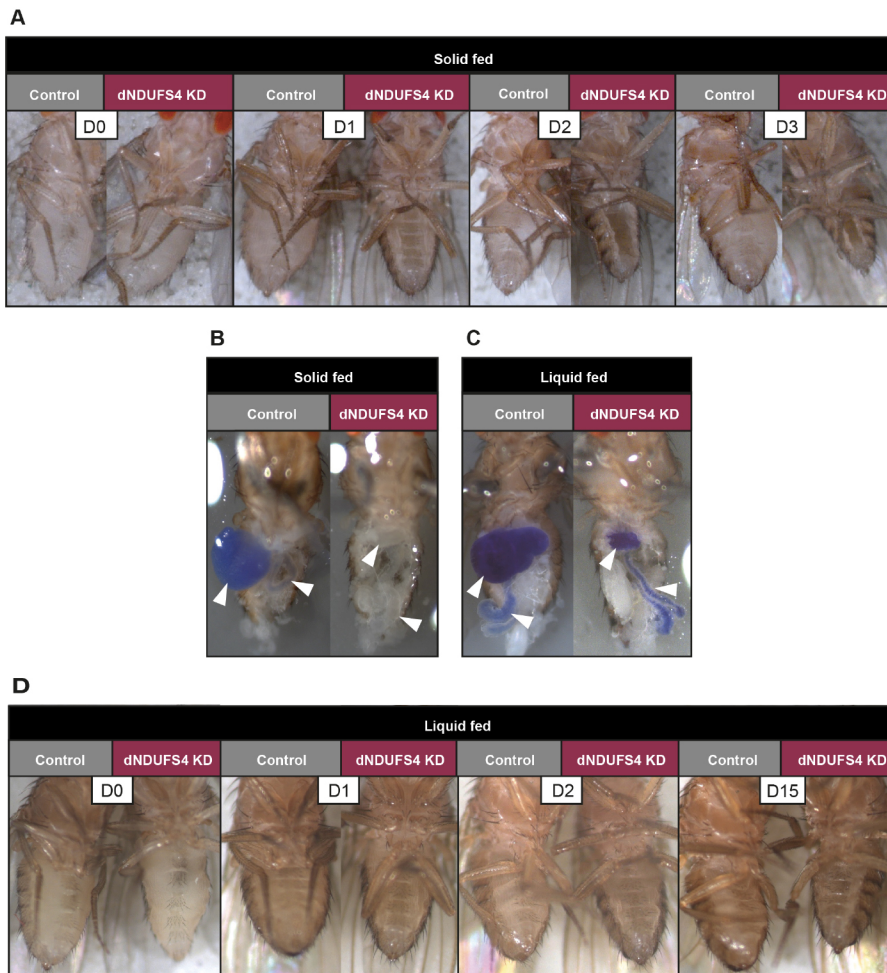 A
Solid fed
Control dNDUFS4 KD Control dNDUFS4 KD Control dNDUFS4 KD Control dNDUFS4 KD
D0 D1 D2 D3
B C
Solid fed Liquid fed
Control dNDUFS4 KD Control dNDUFS4 KD
D
Liquid fed
Control dNDUFS4 KD Control dNDUFS4 KD Control dNDUFS4 KD Control dNDUFS4 KD
D0 D1 D2 D15